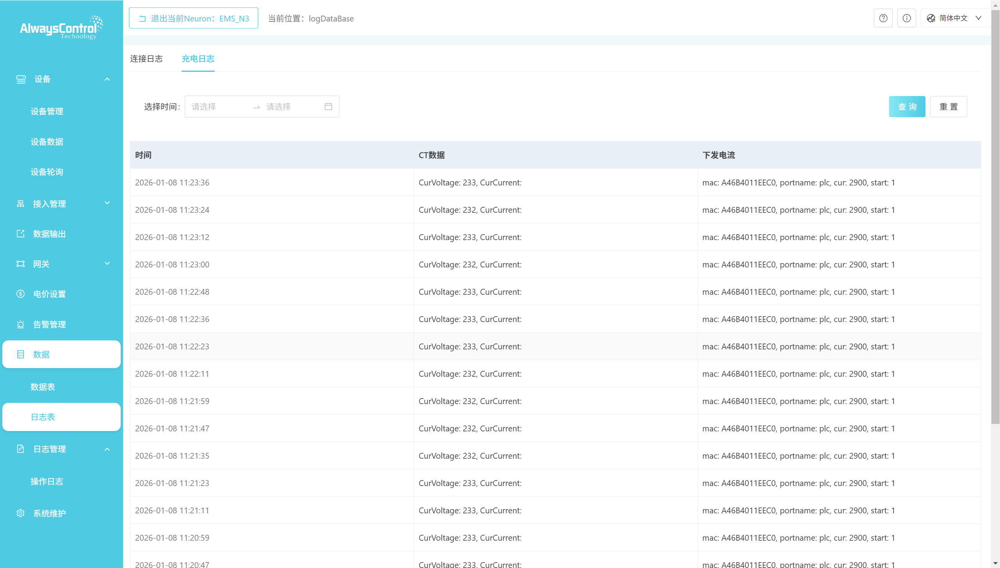 AlwaysControl
Technology
退出当前Neuron：EMS_N3
当前位置：logDataBase
简体中文
设备
设备管理
设备数据
设备轮询
接入管理
数据输出
网关
电价设置
告警管理
数据
数据表
日志表
日志管理
操作日志
系统维护
连接日志 充电日志
选择时间: 请选择 请选择
查 询 重 置
时间 CT数据 下发电流
2026-01-08 11:23:36 CurVoltage: 233, CurCurrent: mac: A46B4011EEC0, portname: plc, cur: 2900, start: 1
2026-01-08 11:23:24 CurVoltage: 232, CurCurrent: mac: A46B4011EEC0, portname: plc, cur: 2900, start: 1
2026-01-08 11:23:12 CurVoltage: 233, CurCurrent: mac: A46B4011EEC0, portname: plc, cur: 2900, start: 1
2026-01-08 11:23:00 CurVoltage: 232, CurCurrent: mac: A46B4011EEC0, portname: plc, cur: 2900, start: 1
2026-01-08 11:22:48 CurVoltage: 233, CurCurrent: mac: A46B4011EEC0, portname: plc, cur: 2900, start: 1
2026-01-08 11:22:36 CurVoltage: 233, CurCurrent: mac: A46B4011EEC0, portname: plc, cur: 2900, start: 1
2026-01-08 11:22:23 CurVoltage: 233, CurCurrent: mac: A46B4011EEC0, portname: plc, cur: 2900, start: 1
2026-01-08 11:22:11 CurVoltage: 232, CurCurrent: mac: A46B4011EEC0, portname: plc, cur: 2900, start: 1
2026-01-08 11:21:59 CurVoltage: 232, CurCurrent: mac: A46B4011EEC0, portname: plc, cur: 2900, start: 1
2026-01-08 11:21:47 CurVoltage: 232, CurCurrent: mac: A46B4011EEC0, portname: plc, cur: 2900, start: 1
2026-01-08 11:21:35 CurVoltage: 232, CurCurrent: mac: A46B4011EEC0, portname: plc, cur: 2900, start: 1
2026-01-08 11:21:23 CurVoltage: 233, CurCurrent: mac: A46B4011EEC0, portname: plc, cur: 2900, start: 1
2026-01-08 11:21:11 CurVoltage: 233, CurCurrent: mac: A46B4011EEC0, portname: plc, cur: 2900, start: 1
2026-01-08 11:20:59 CurVoltage: 233, CurCurrent: mac: A46B4011EEC0, portname: plc, cur: 2900, start: 1
2026-01-08 11:20:47 CurVoltage: 233, CurCurrent: mac: A46B4011EEC0, portname: plc, cur: 2900, start: 1